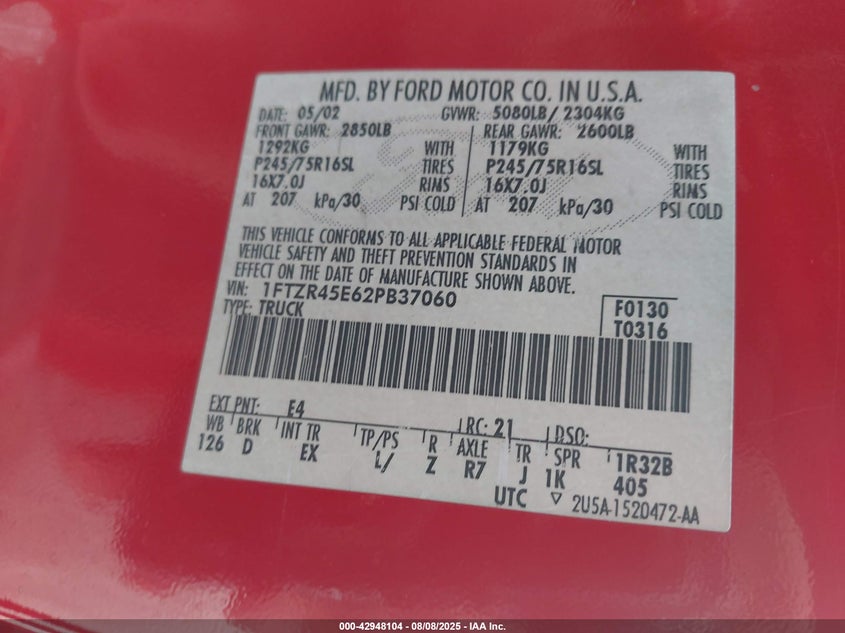 MFD. BY FORD MOTOR CO. IN U.S.A.
DATE: 05/02 GVWR: 5080LB/ 2304KG
FRONT GAWR: 2850LB REAR GAWR: 2600LB
1292KG WITH 1179KG WITH
P245/75R16SL TIRES P245/75R16SL TIRES
16X7.0J RIMS 16X7.0J RIMS
AT 207 kPa/30 PSI COLD AT 207 kPa/30 PSI COLD
THIS VEHICLE CONFORMS TO ALL APPLICABLE FEDERAL MOTOR
VEHICLE SAFETY AND THEFT PREVENTION STANDARDS IN
EFFECT ON THE DATE OF MANUFACTURE SHOWN ABOVE.
VIN: 1FTZR45E62PB37060 F0130
TYPE: TRUCK T0316
EXT PNT: E4 RC: 21 DSO:
WB BRK INT TR TP/PS R AXLE TR SPR 1R32B
126 D EX L/ Z R7 J 1K 405
UTC ▽ 2U5A-1520472-AA
000-42948104 - 08/08/2025 - IAA Inc.